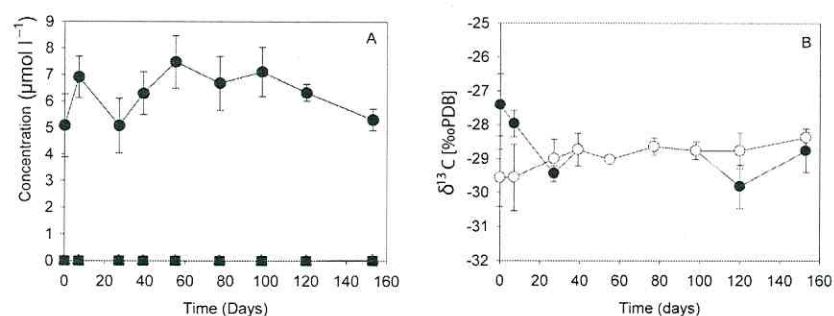 A
Concentration (μmol l⁻¹)
9
8
7
6
5
4
3
2
1
0
0 20 40 60 80 100 120 140 160
Time (Days)
B
δ¹³C [‰PDB]
-25
-26
-27
-28
-29
-30
-31
-32
0 20 40 60 80 100 120 140 160
Time (days)